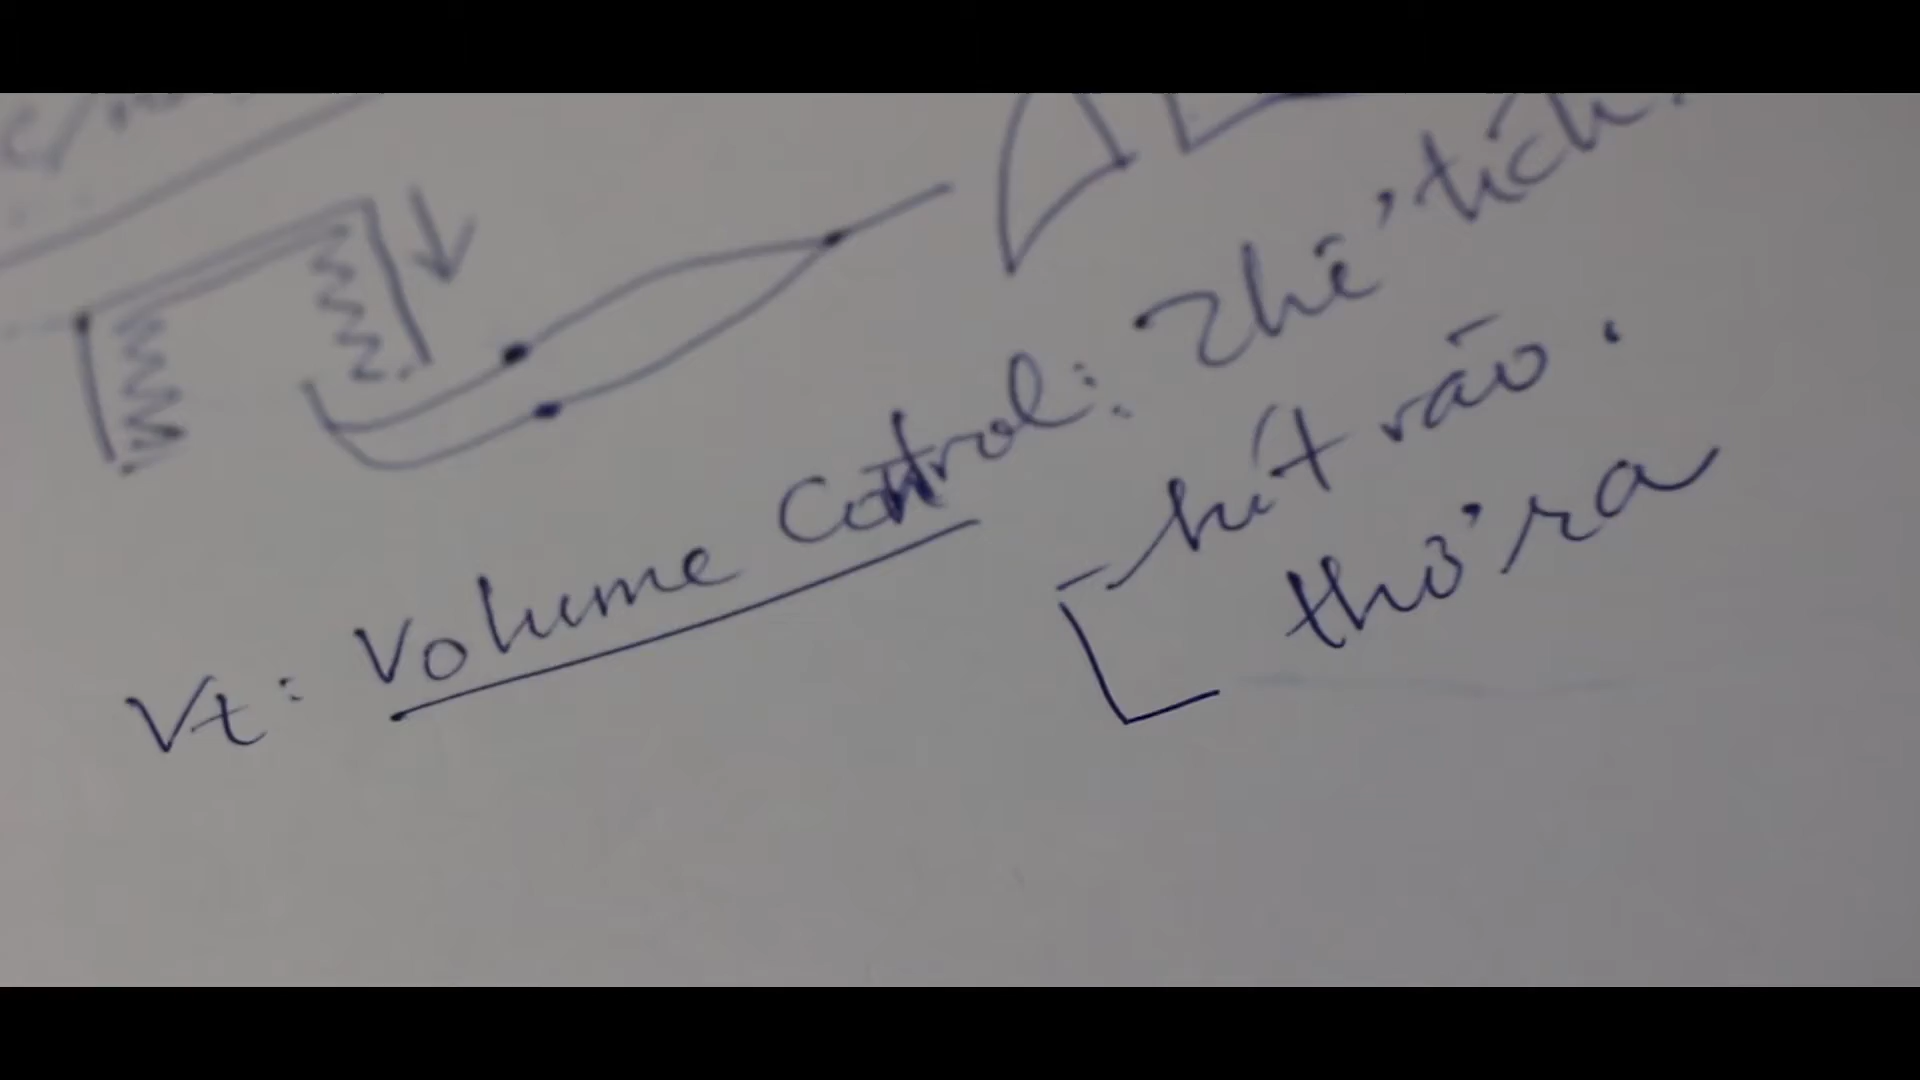 Vt: Volume Control: Thể tích.
- hít vào.
thở ra